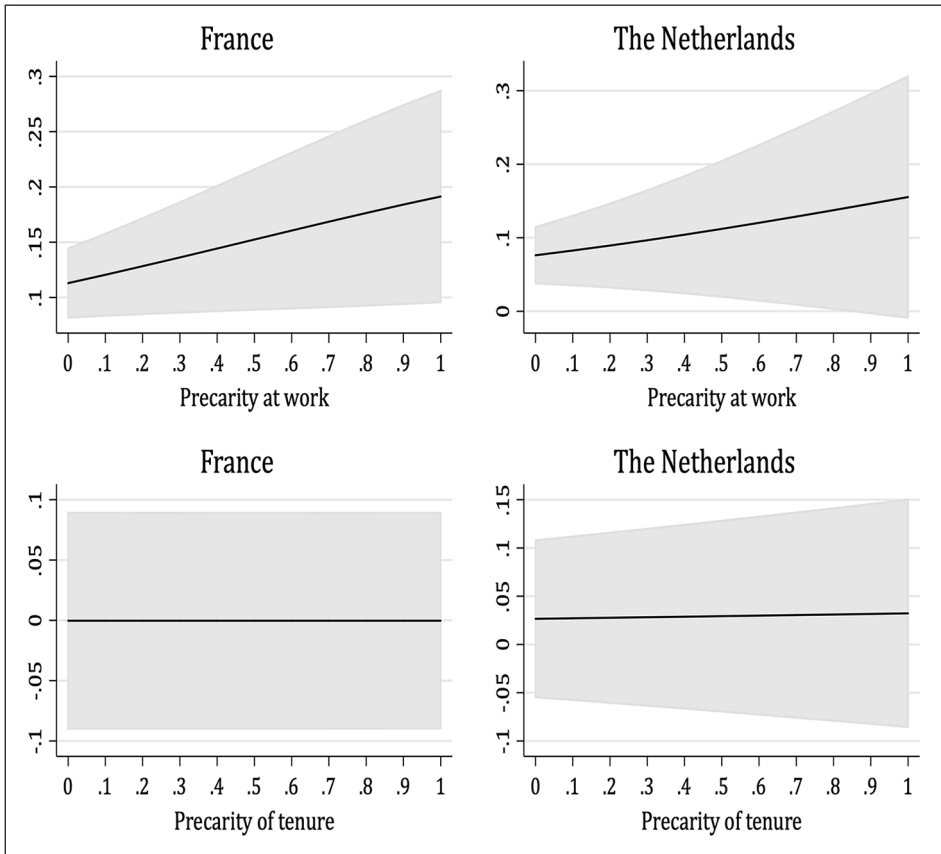 France
.3
.25
.2
.15
.1
0 .1 .2 .3 .4 .5 .6 .7 .8 .9 1
Precarity at work
The Netherlands
.3
.2
.1
0
0 .1 .2 .3 .4 .5 .6 .7 .8 .9 1
Precarity at work
France
.1
.05
0
-.05
-.1
0 .1 .2 .3 .4 .5 .6 .7 .8 .9 1
Precarity of tenure
The Netherlands
.15
.1
.05
0
-.05
-.1
0 .1 .2 .3 .4 .5 .6 .7 .8 .9 1
Precarity of tenure